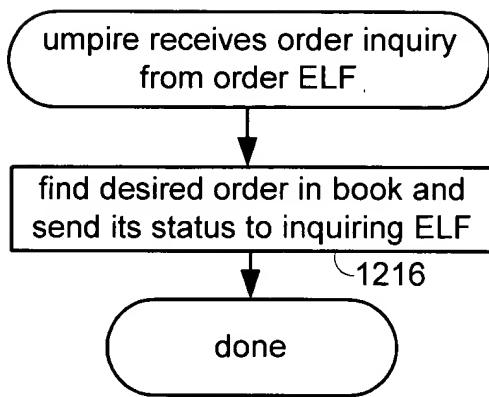 umpire receives order inquiry
from order ELF
find desired order in book and
send its status to inquiring ELF
1216
done